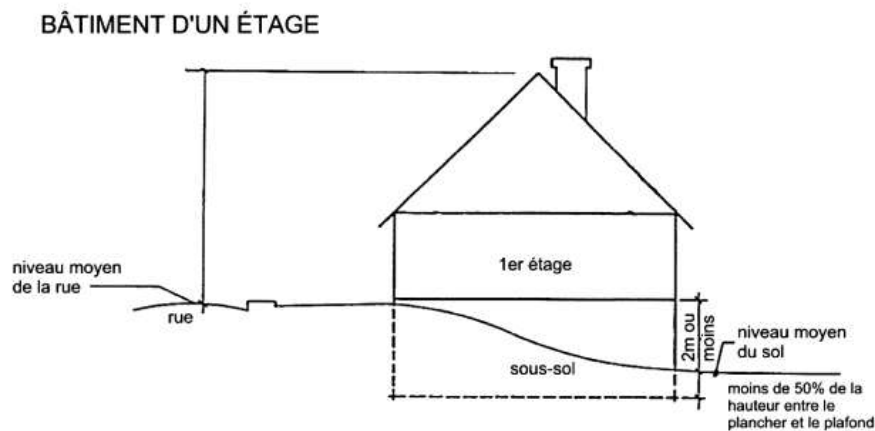 BÂTIMENT D'UN ÉTAGE
niveau moyen
de la rue
rue
1er étage
sous-sol
2m ou
moins
niveau moyen
du sol
moins de 50% de la
hauteur entre le
plancher et le plafond